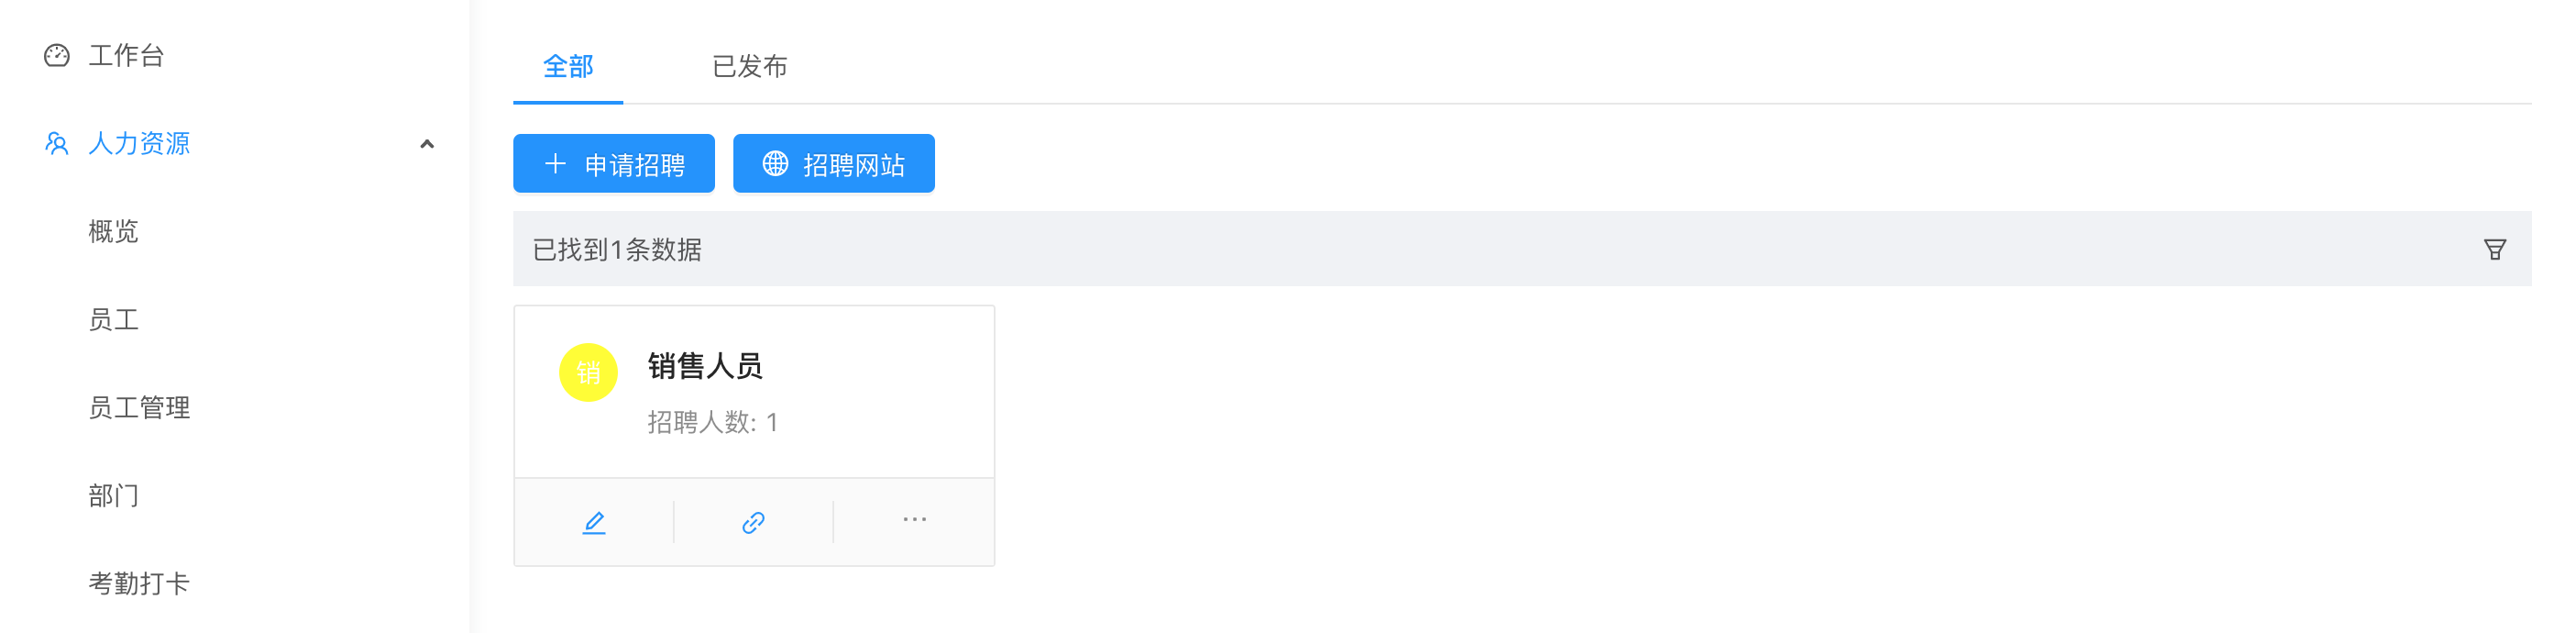 工作台
人力资源
概览
员工
员工管理
部门
考勤打卡
全部
已发布
申请招聘
招聘网站
已找到1条数据
销
销售人员
招聘人数: 1